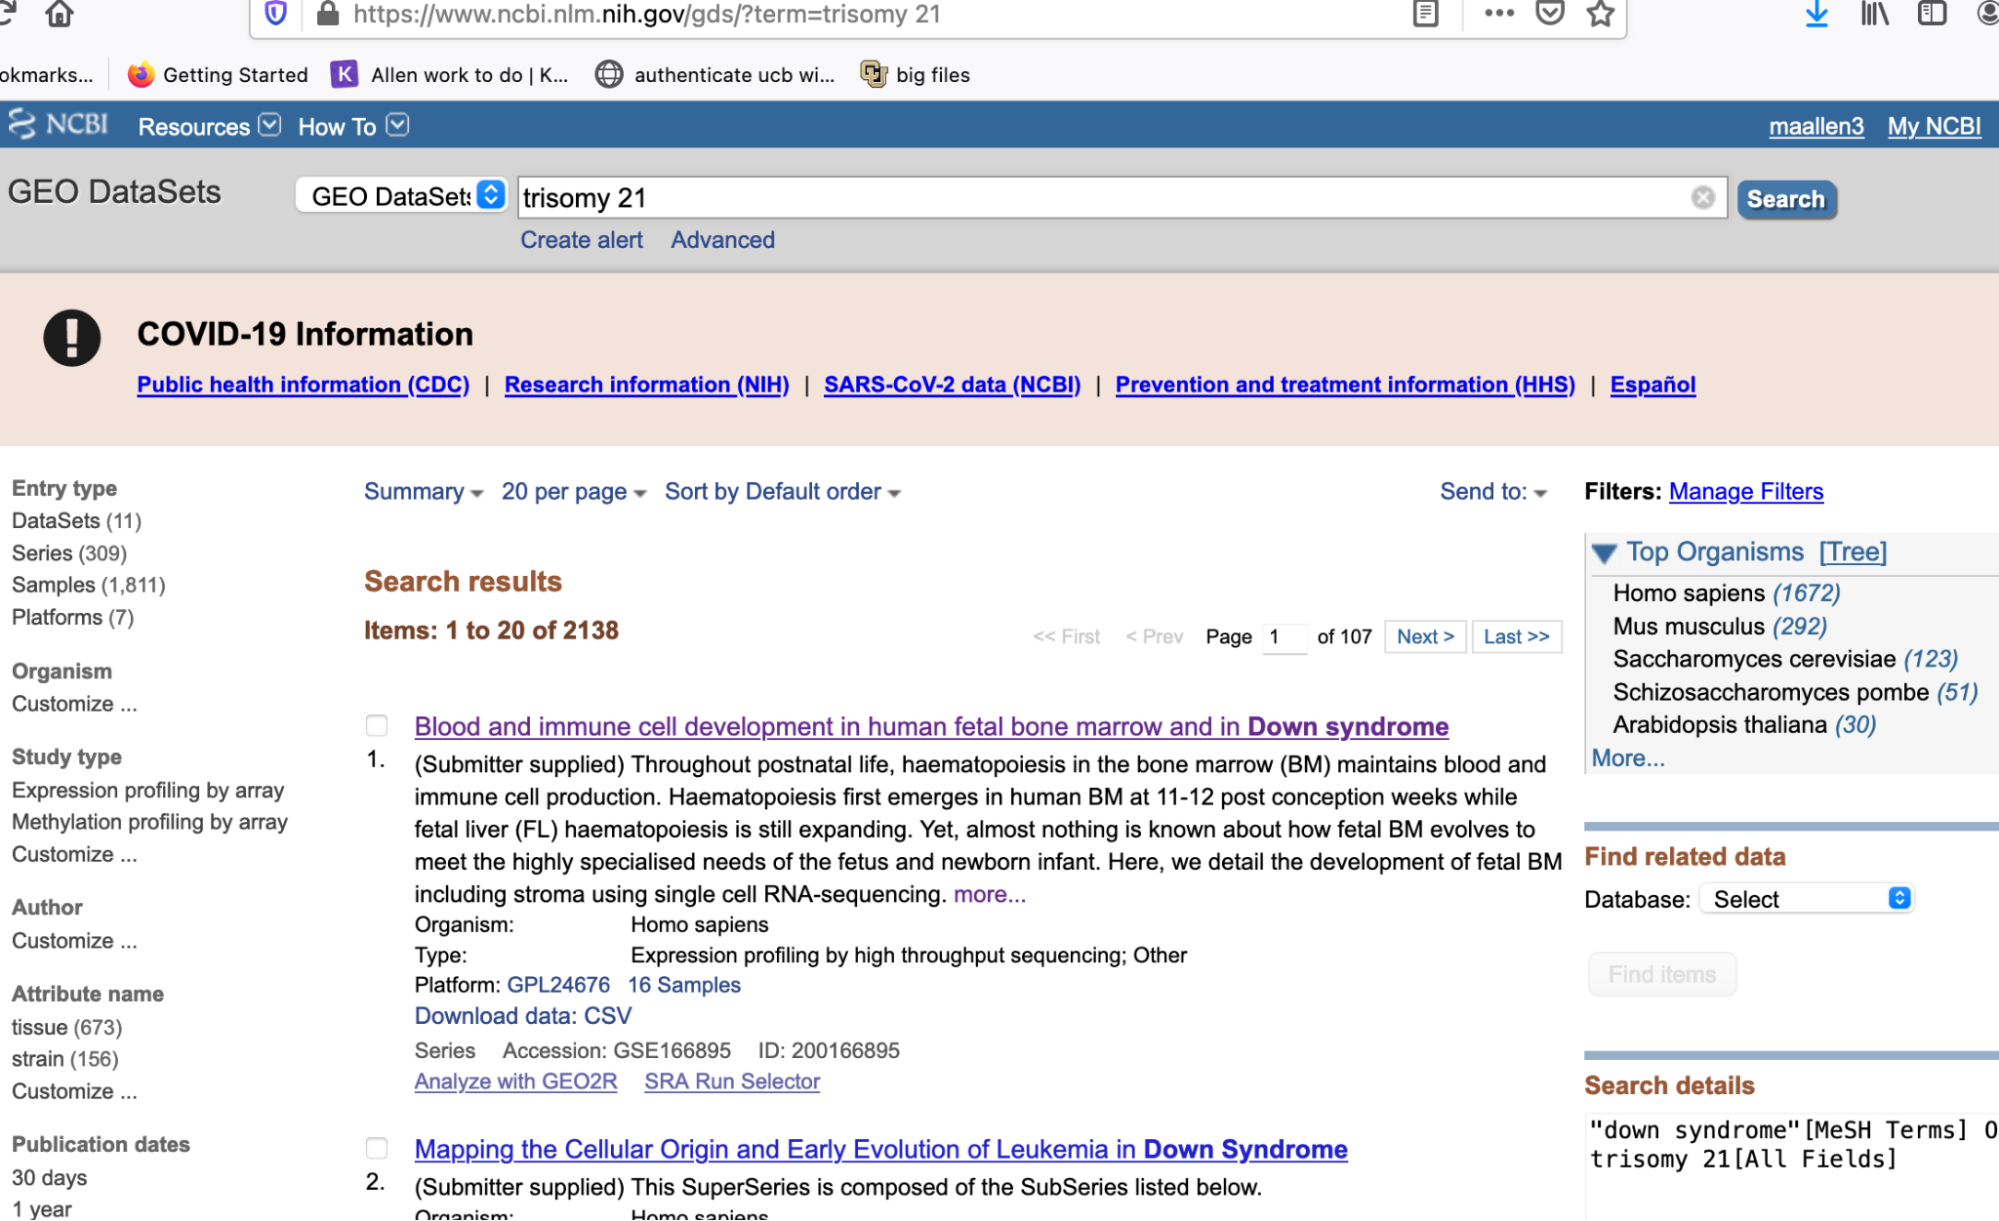 https://www.ncbi.nlm.nih.gov/gds/?term=trisomy 21
okmarks... Getting Started K Allen work to do | K... authenticate ucb wi... big files
NCBI Resources How To maallen3 My NCBI
GEO DataSets GEO DataSets trisomy 21 Search
Create alert Advanced
COVID-19 Information
Public health information (CDC) | Research information (NIH) | SARS-CoV-2 data (NCBI) | Prevention and treatment information (HHS) | Español
Entry type
DataSets (11)
Series (309)
Samples (1,811)
Platforms (7)
Organism
Customize ...
Study type
Expression profiling by array
Methylation profiling by array
Customize ...
Author
Customize ...
Attribute name
tissue (673)
strain (156)
Customize ...
Publication dates
30 days
1 year
Summary 20 per page Sort by Default order Send to:
Search results
Items: 1 to 20 of 2138
<< First < Prev Page 1 of 107 Next > Last >>
Blood and immune cell development in human fetal bone marrow and in Down syndrome
1. (Submitter supplied) Throughout postnatal life, haematopoiesis in the bone marrow (BM) maintains blood and
immune cell production. Haematopoiesis first emerges in human BM at 11-12 post conception weeks while
fetal liver (FL) haematopoiesis is still expanding. Yet, almost nothing is known about how fetal BM evolves to
meet the highly specialised needs of the fetus and newborn infant. Here, we detail the development of fetal BM
including stroma using single cell RNA-sequencing. more...
Organism: Homo sapiens
Type: Expression profiling by high throughput sequencing; Other
Platform: GPL24676 16 Samples
Download data: CSV
Series Accession: GSE166895 ID: 200166895
Analyze with GEO2R SRA Run Selector
Mapping the Cellular Origin and Early Evolution of Leukemia in Down Syndrome
2. (Submitter supplied) This SuperSeries is composed of the SubSeries listed below.
Organism: Homo sapiens
Filters: Manage Filters
Top Organisms [Tree]
Homo sapiens (1672)
Mus musculus (292)
Saccharomyces cerevisiae (123)
Schizosaccharomyces pombe (51)
Arabidopsis thaliana (30)
More...
Find related data
Database: Select
Find items
Search details
"down syndrome"[MeSH Terms] O
trisomy 21[All Fields]